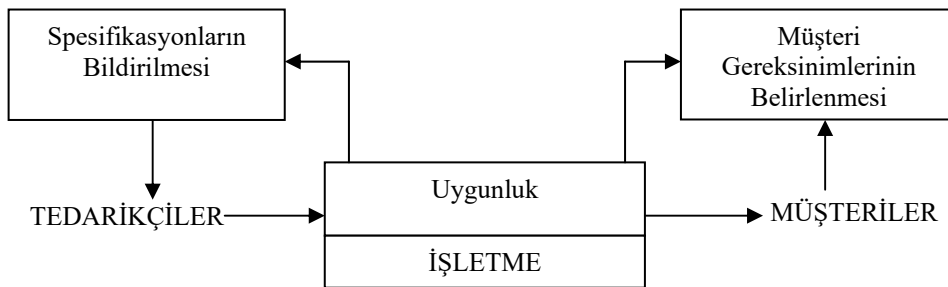 Spesifikasyonların
Bildirilmesi
Müşteri
Gereksinimlerinin
Belirlenmesi
Uygunluk
TEDARİKÇİLER
MÜŞTERİLER
İŞLETME